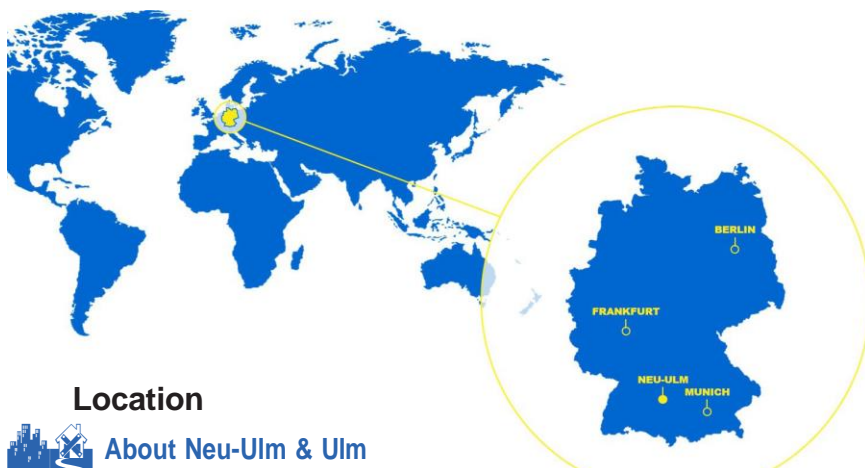 BERLIN
FRANKFURT
NEU-ULM
MUNICH
Location
About Neu-Ulm & Ulm